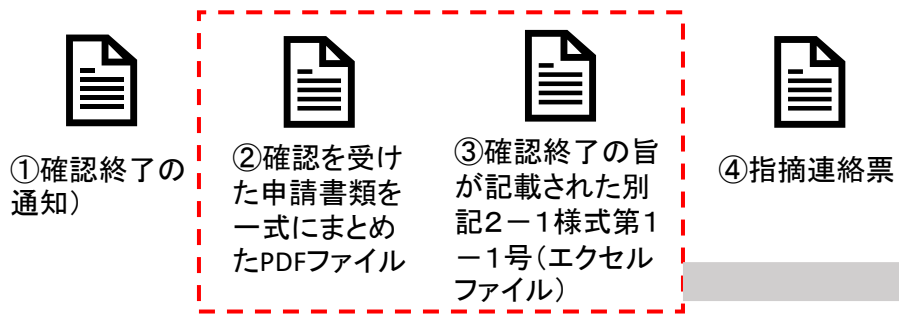 ①確認終了の
通知）
②確認を受け
た申請書類を
一式にまとめ
たPDFファイル
③確認終了の旨
が記載された別
記２－１様式第１
－１号（エクセル
ファイル）
④指摘連絡票